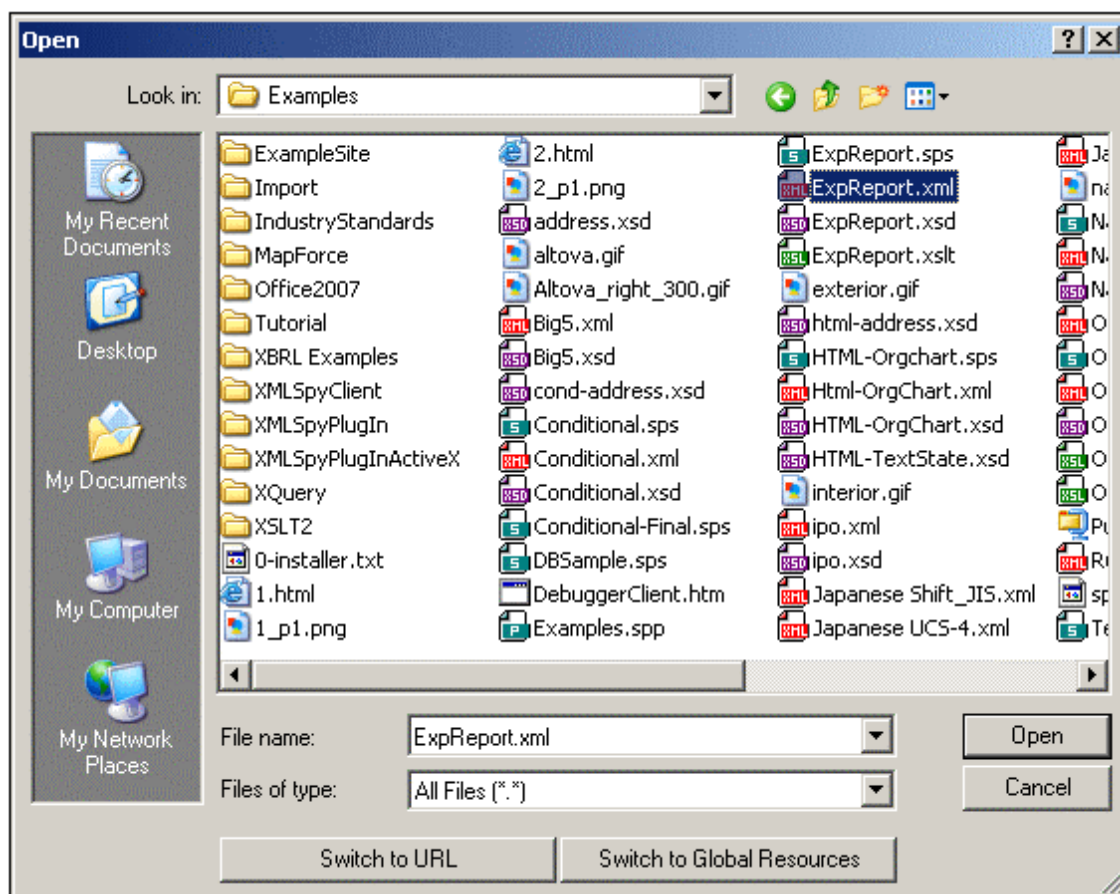 Open
Look in: Examples
My Recent
Documents
Desktop
My Documents
My Computer
My Network
Places
ExampleSite
Import
IndustryStandards
MapForce
Office2007
Tutorial
XBRL Examples
XMLSpyClient
XMLSpyPlugIn
XMLSpyPlugInActiveX
XQuery
XSLT2
0-installer.txt
1.html
1_p1.png
2.html
2_p1.png
address.xsd
altova.gif
Altova_right_300.gif
Big5.xml
Big5.xsd
cond-address.xsd
Conditional.sps
Conditional.xml
Conditional.xsd
Conditional-Final.sps
DBSample.sps
DebuggerClient.htm
Examples.spp
ExpReport.sps
ExpReport.xml
ExpReport.xsd
ExpReport.xslt
exterior.gif
html-address.xsd
HTML-Orgchart.sps
Html-OrgChart.xml
HTML-OrgChart.xsd
HTML-TextState.xsd
interior.gif
ipo.xml
ipo.xsd
Japanese Shift_JIS.xml
Japanese UCS-4.xml
File name: ExpReport.xml
Open
Files of type: All Files (*.*)
Cancel
Switch to URL
Switch to Global Resources